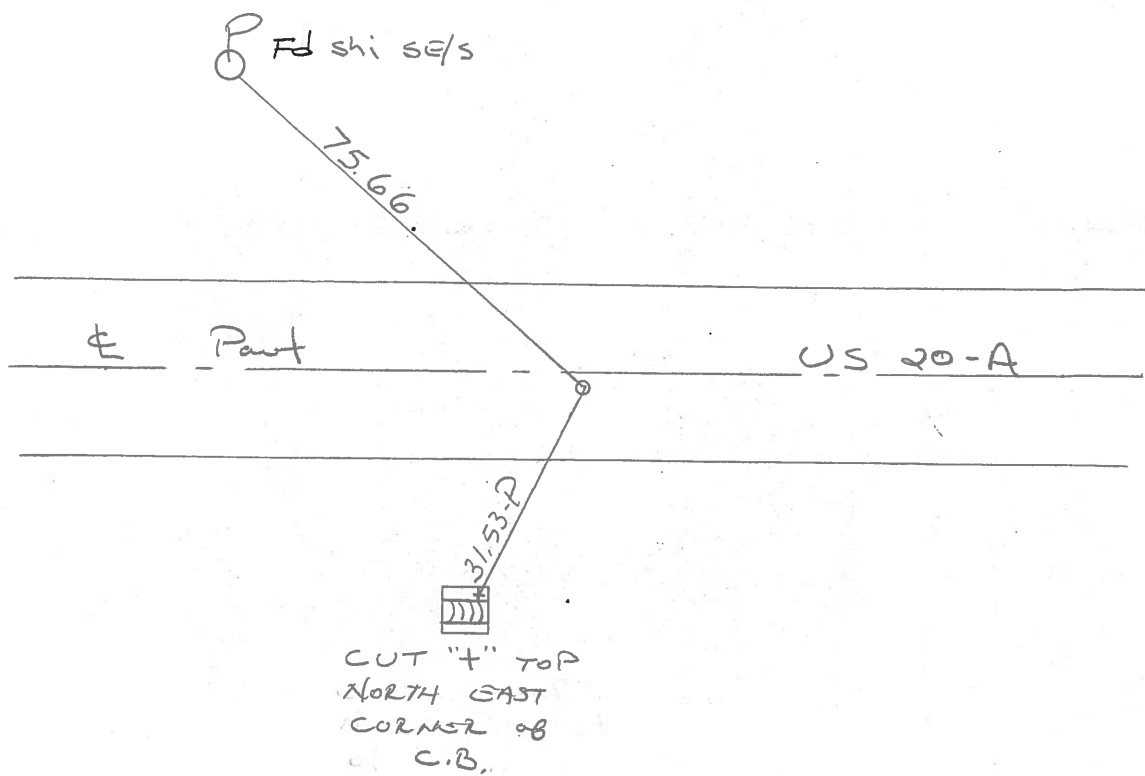 P Fd shi SE/S
75.66
℄ Pavt US 20-A
31.53-P
CUT "+" TOP
NORTH EAST
CORNER of
C.B.